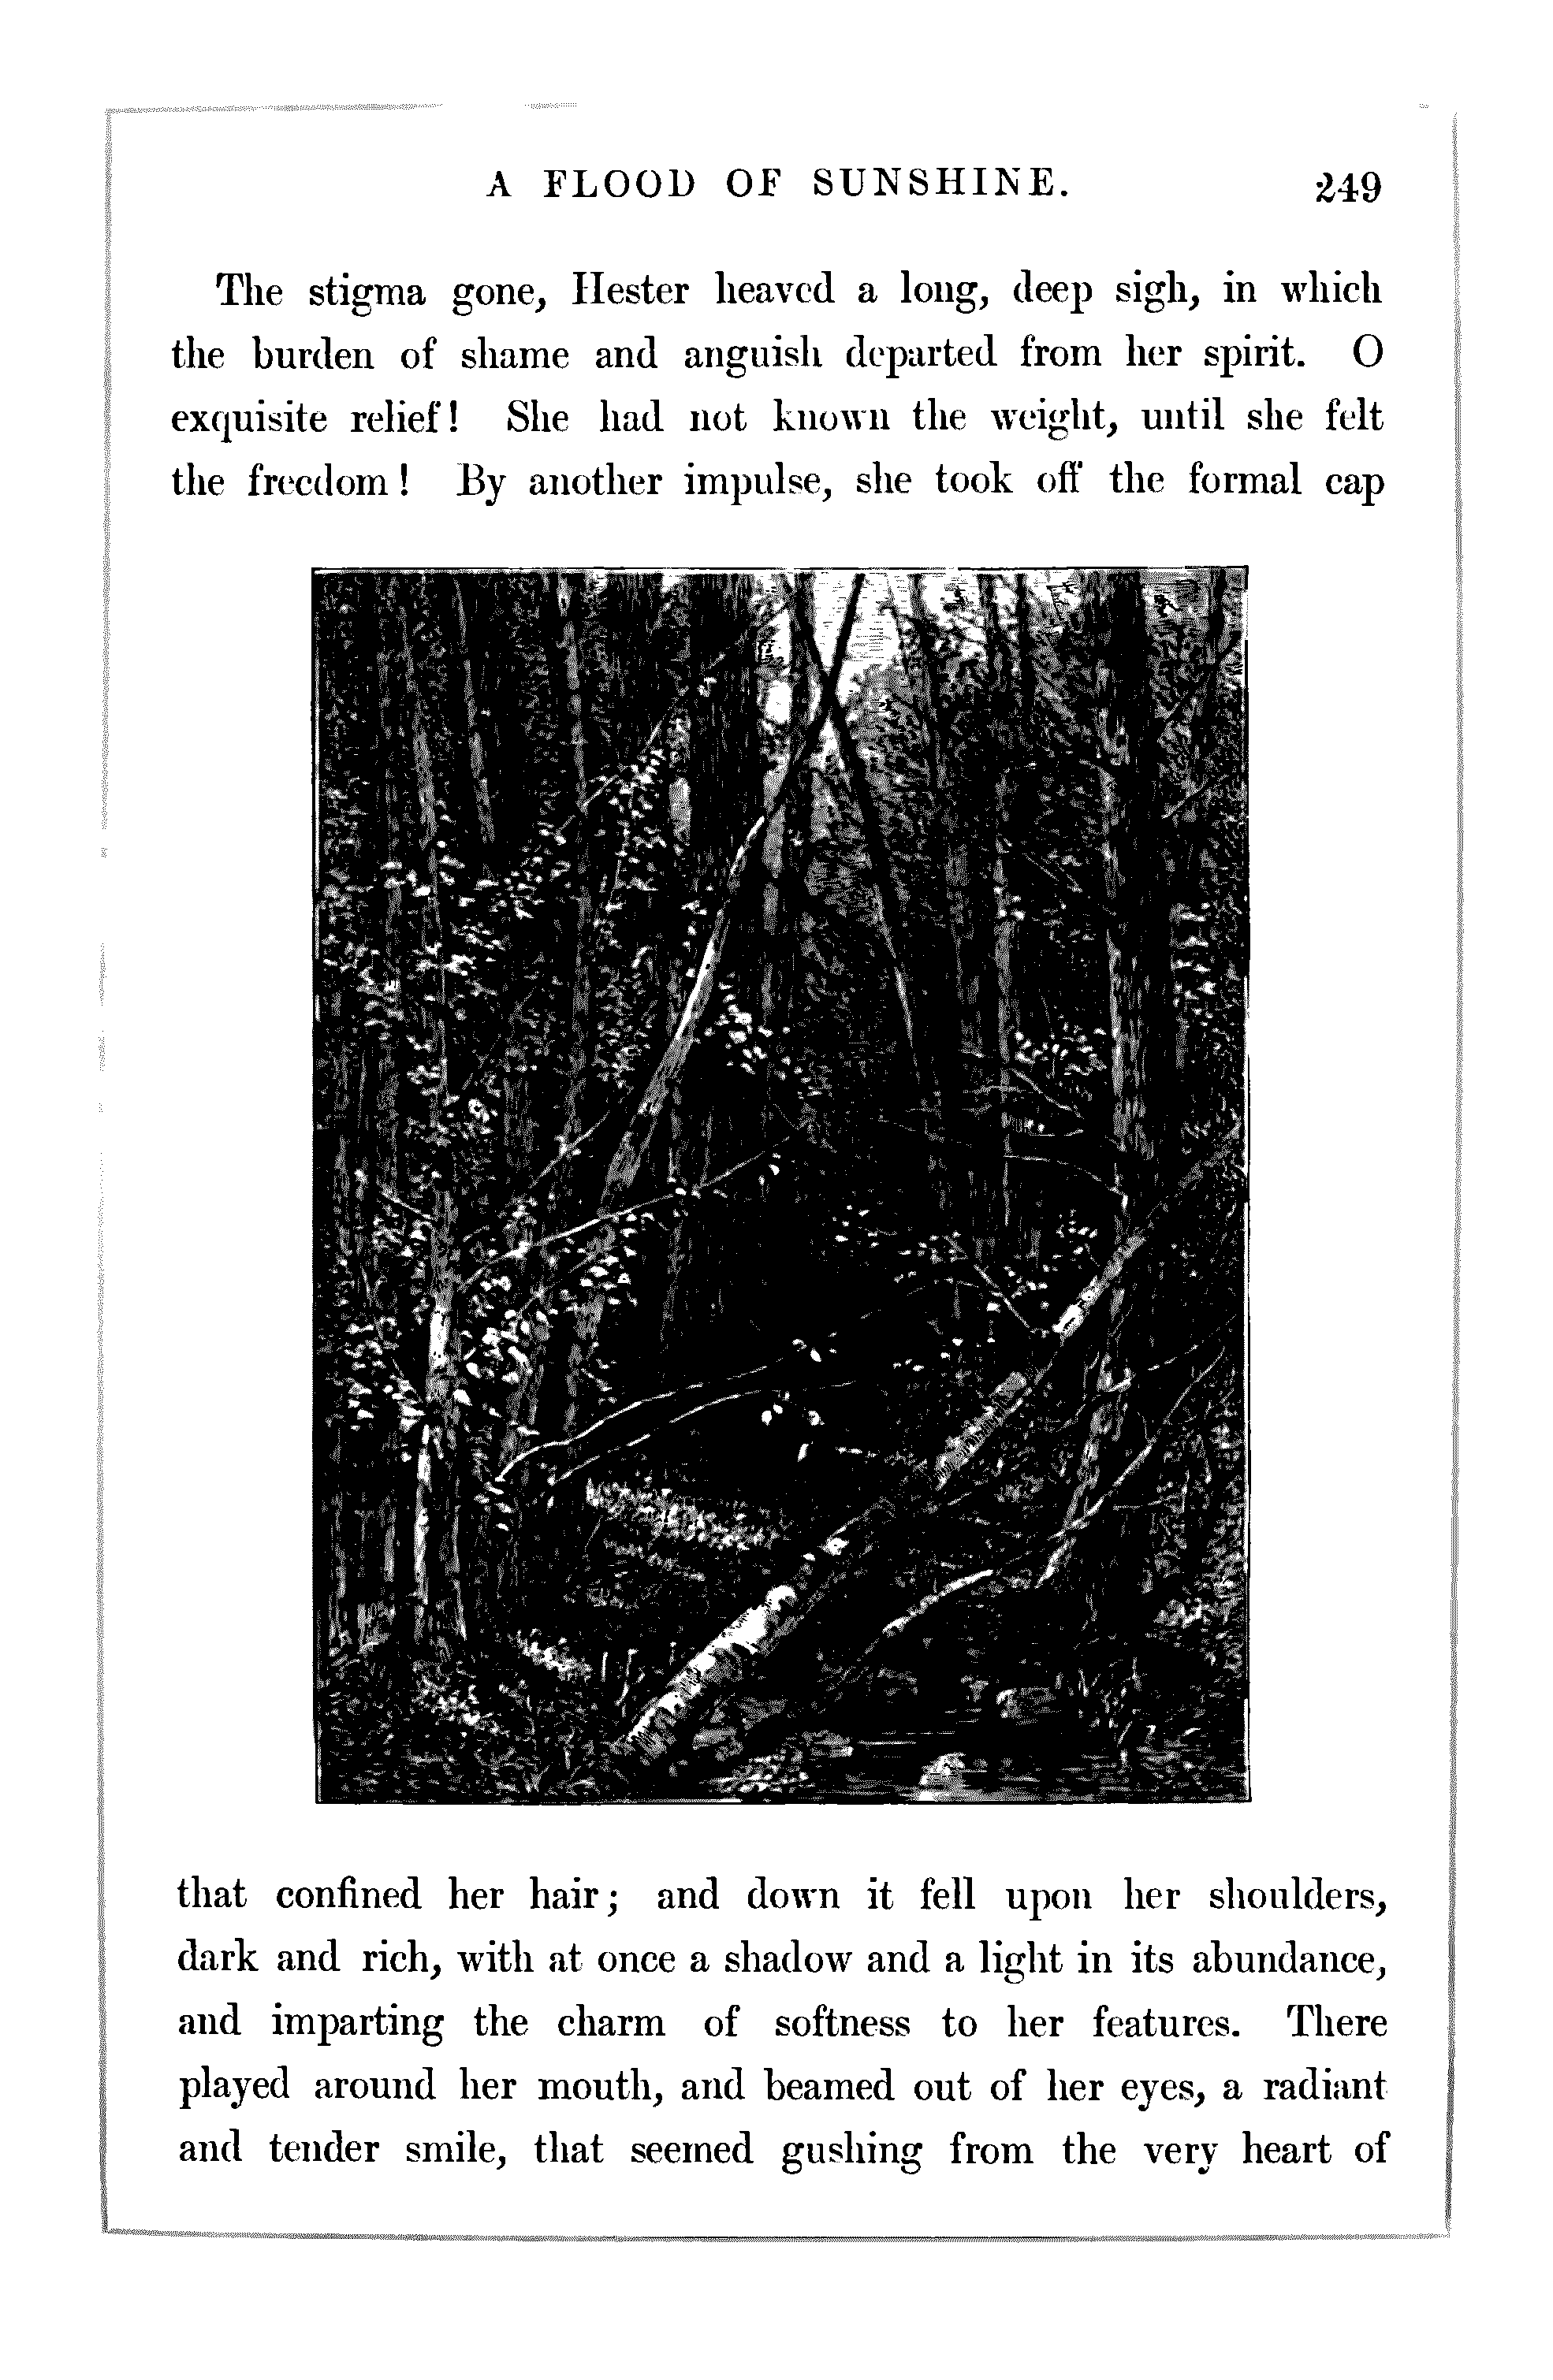 A FLOOD OF SUNSHINE. 249
The stigma gone, Hester heaved a long, deep sigh, in which
the burden of shame and anguish departed from her spirit. O
exquisite relief! She had not known the weight, until she felt
the freedom! By another impulse, she took off the formal cap
that confined her hair; and down it fell upon her shoulders,
dark and rich, with at once a shadow and a light in its abundance,
and imparting the charm of softness to her features. There
played around her mouth, and beamed out of her eyes, a radiant
and tender smile, that seemed gushing from the very heart of